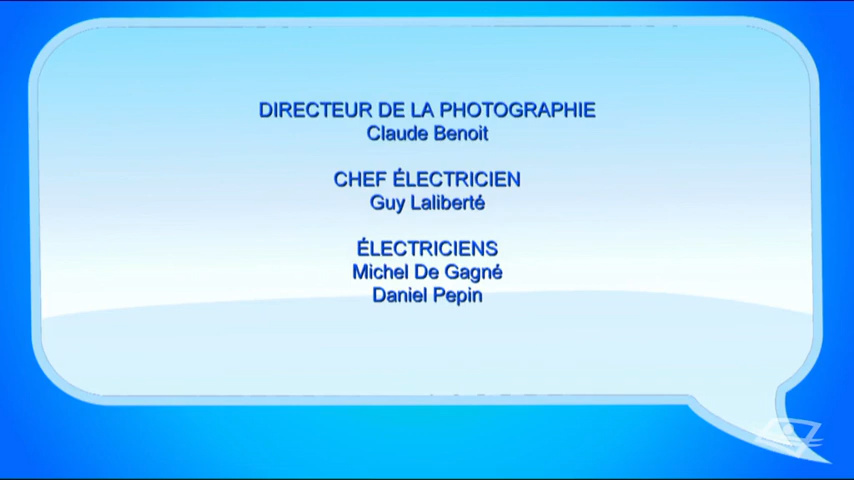 DIRECTEUR DE LA PHOTOGRAPHIE
Claude Benoit
CHEF ÉLECTRICIEN
Guy Laliberté
ÉLECTRICIENS
Michel De Gagné
Daniel Pepin